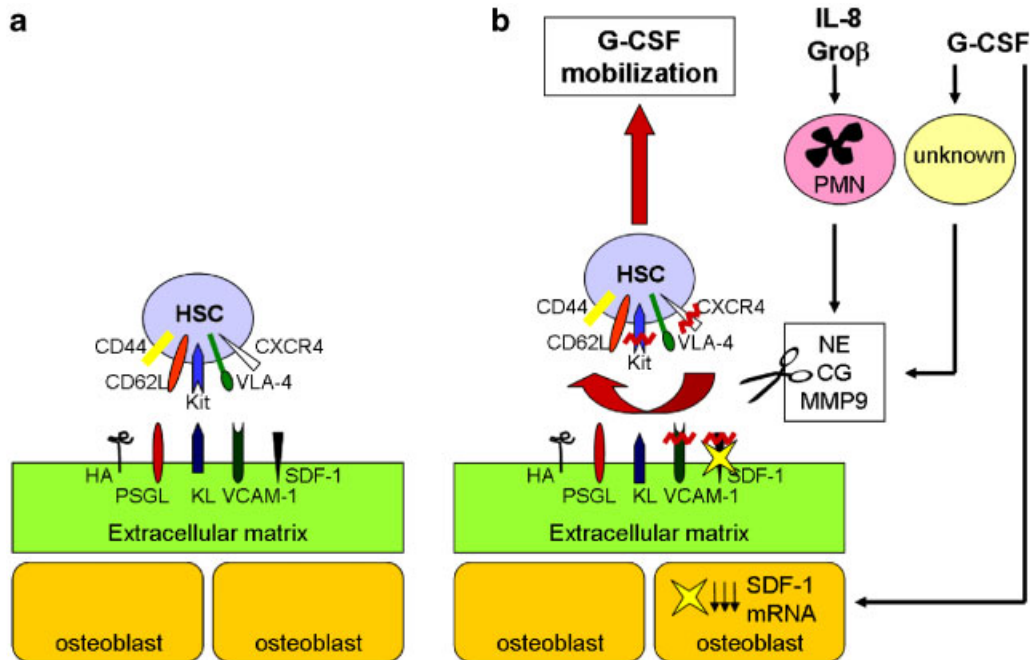 a
HSC
CD44
CXCR4
CD62L
VLA-4
Kit
HA
SDF-1
PSGL
KL
VCAM-1
Extracellular matrix
osteoblast
osteoblast
b
G-CSF
mobilization
IL-8
Groβ
G-CSF
PMN
unknown
HSC
CD44
CXCR4
CD62L
VLA-4
Kit
NE
CG
MMP9
HA
SDF-1
PSGL
KL
VCAM-1
Extracellular matrix
SDF-1
mRNA
osteoblast
osteoblast